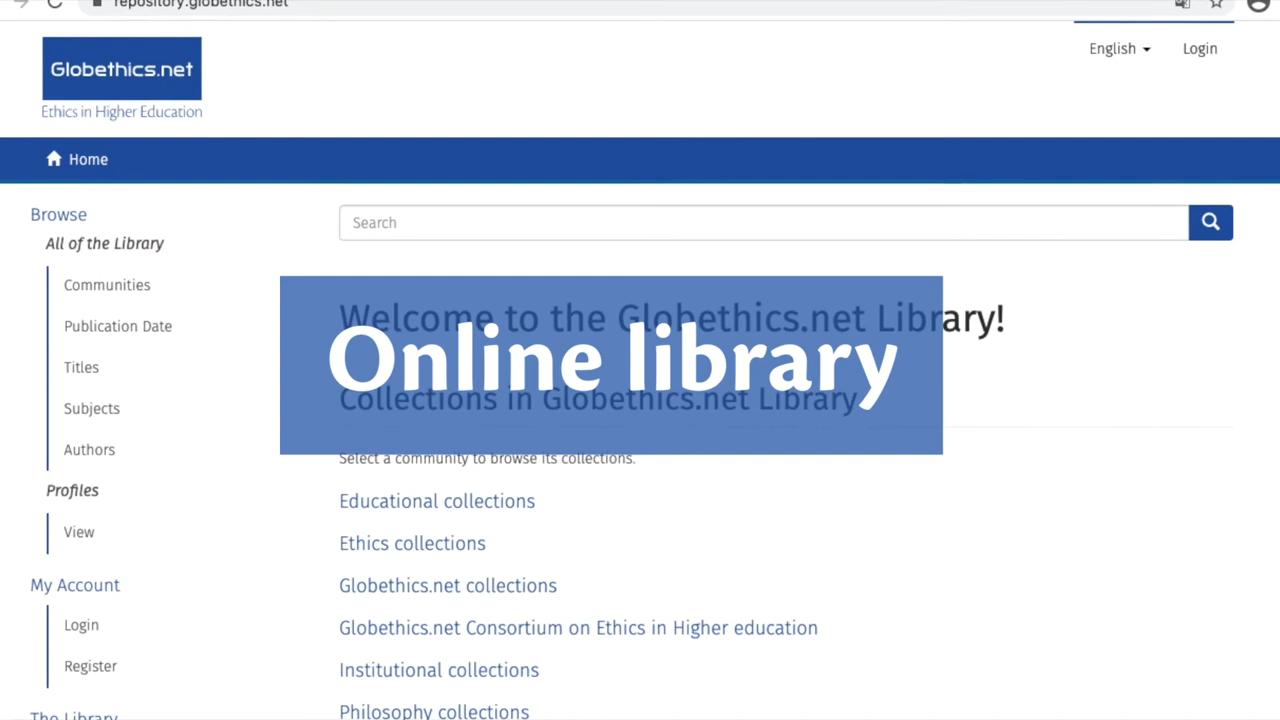 repository.globethics.net
Globethics.net
Ethics in Higher Education
English
Login
Home
Browse
All of the Library
Communities
Publication Date
Titles
Subjects
Authors
Profiles
View
My Account
Login
Register
The Library
Search
Welcome to the Globethics.net Library!
Online library
Collections in Globethics.net Library
Select a community to browse its collections.
Educational collections
Ethics collections
Globethics.net collections
Globethics.net Consortium on Ethics in Higher education
Institutional collections
Philosophy collections